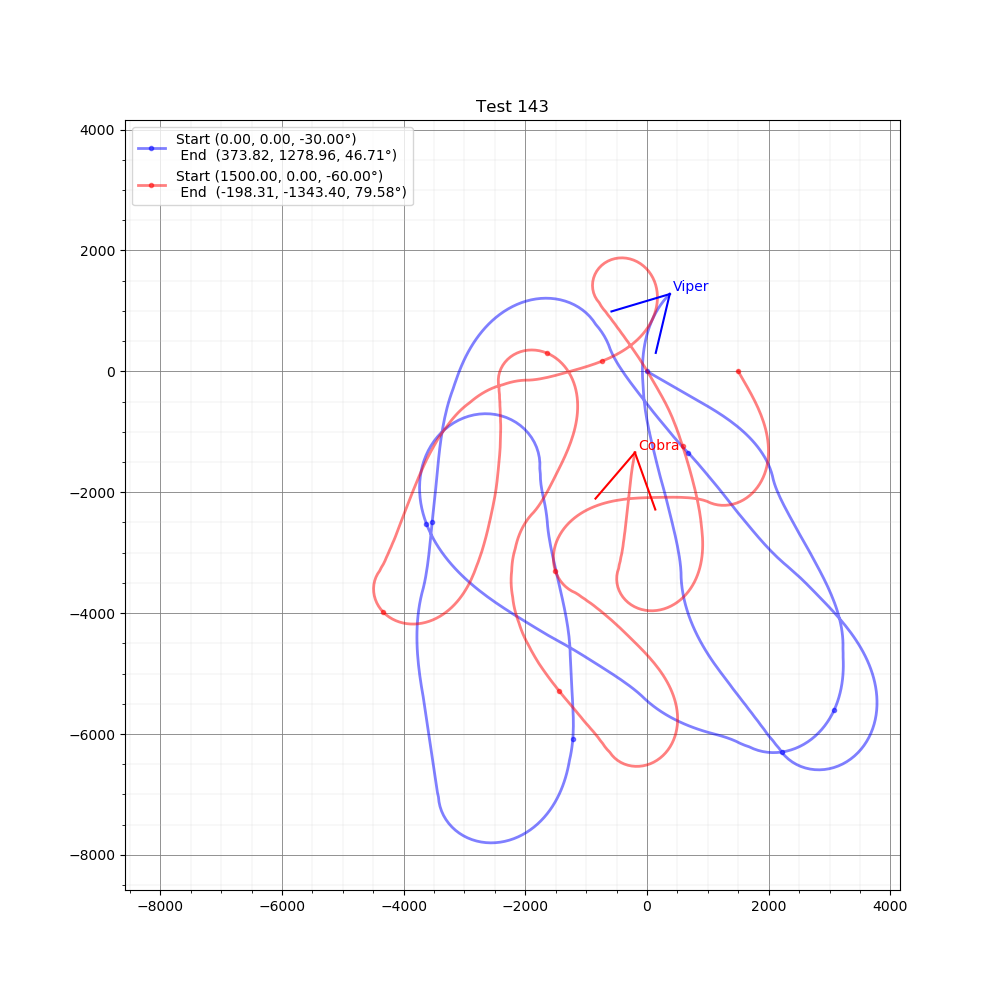 Test 143
Start (0.00, 0.00, -30.00°)
End (373.82, 1278.96, 46.71°)
Start (1500.00, 0.00, -60.00°)
End (-198.31, -1343.40, 79.58°)
Viper
Cobra
4000
2000
0
−2000
−4000
−6000
−8000
−8000 −6000 −4000 −2000 0 2000 4000